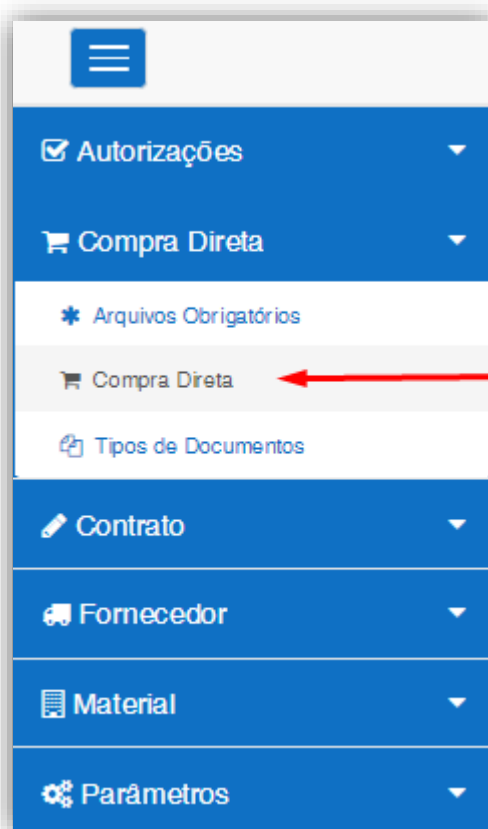 Autorizações
Compra Direta
Arquivos Obrigatórios
Compra Direta
Tipos de Documentos
Contrato
Fornecedor
Material
Parâmetros